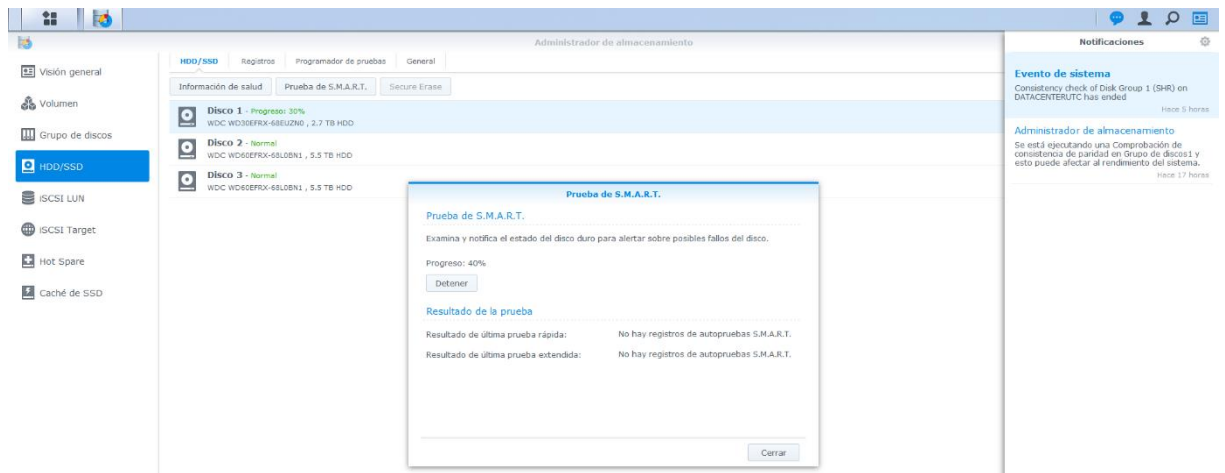 Administrador de almacenamiento
Visión general
Volumen
Grupo de discos
HDD/SSD
iSCSI LUN
iSCSI Target
Hot Spare
Caché de SSD
HDD/SSD Registros Programador de pruebas General
Información de salud Prueba de S.M.A.R.T. Secure Erase
Disco 1 - Progreso: 30%
WDC WD30EFRX-68EUZN0 , 2.7 TB HDD
Disco 2 - Normal
WDC WD60EFRX-68L0BN1 , 5.5 TB HDD
Disco 3 - Normal
WDC WD60EFRX-68L0BN1 , 5.5 TB HDD
Prueba de S.M.A.R.T.
Prueba de S.M.A.R.T.
Examina y notifica el estado del disco duro para alertar sobre posibles fallos del disco.
Progreso: 40%
Detener
Resultado de la prueba
Resultado de última prueba rápida: No hay registros de autopruebas S.M.A.R.T.
Resultado de última prueba extendida: No hay registros de autopruebas S.M.A.R.T.
Cerrar
Notificaciones
Evento de sistema
Consistency check of Disk Group 1 (SHR) on
DATACENTERUTC has ended
Hace 5 horas
Administrador de almacenamiento
Se está ejecutando una Comprobación de
consistencia de paridad en Grupo de discos1 y
esto puede afectar al rendimiento del sistema.
Hace 17 horas